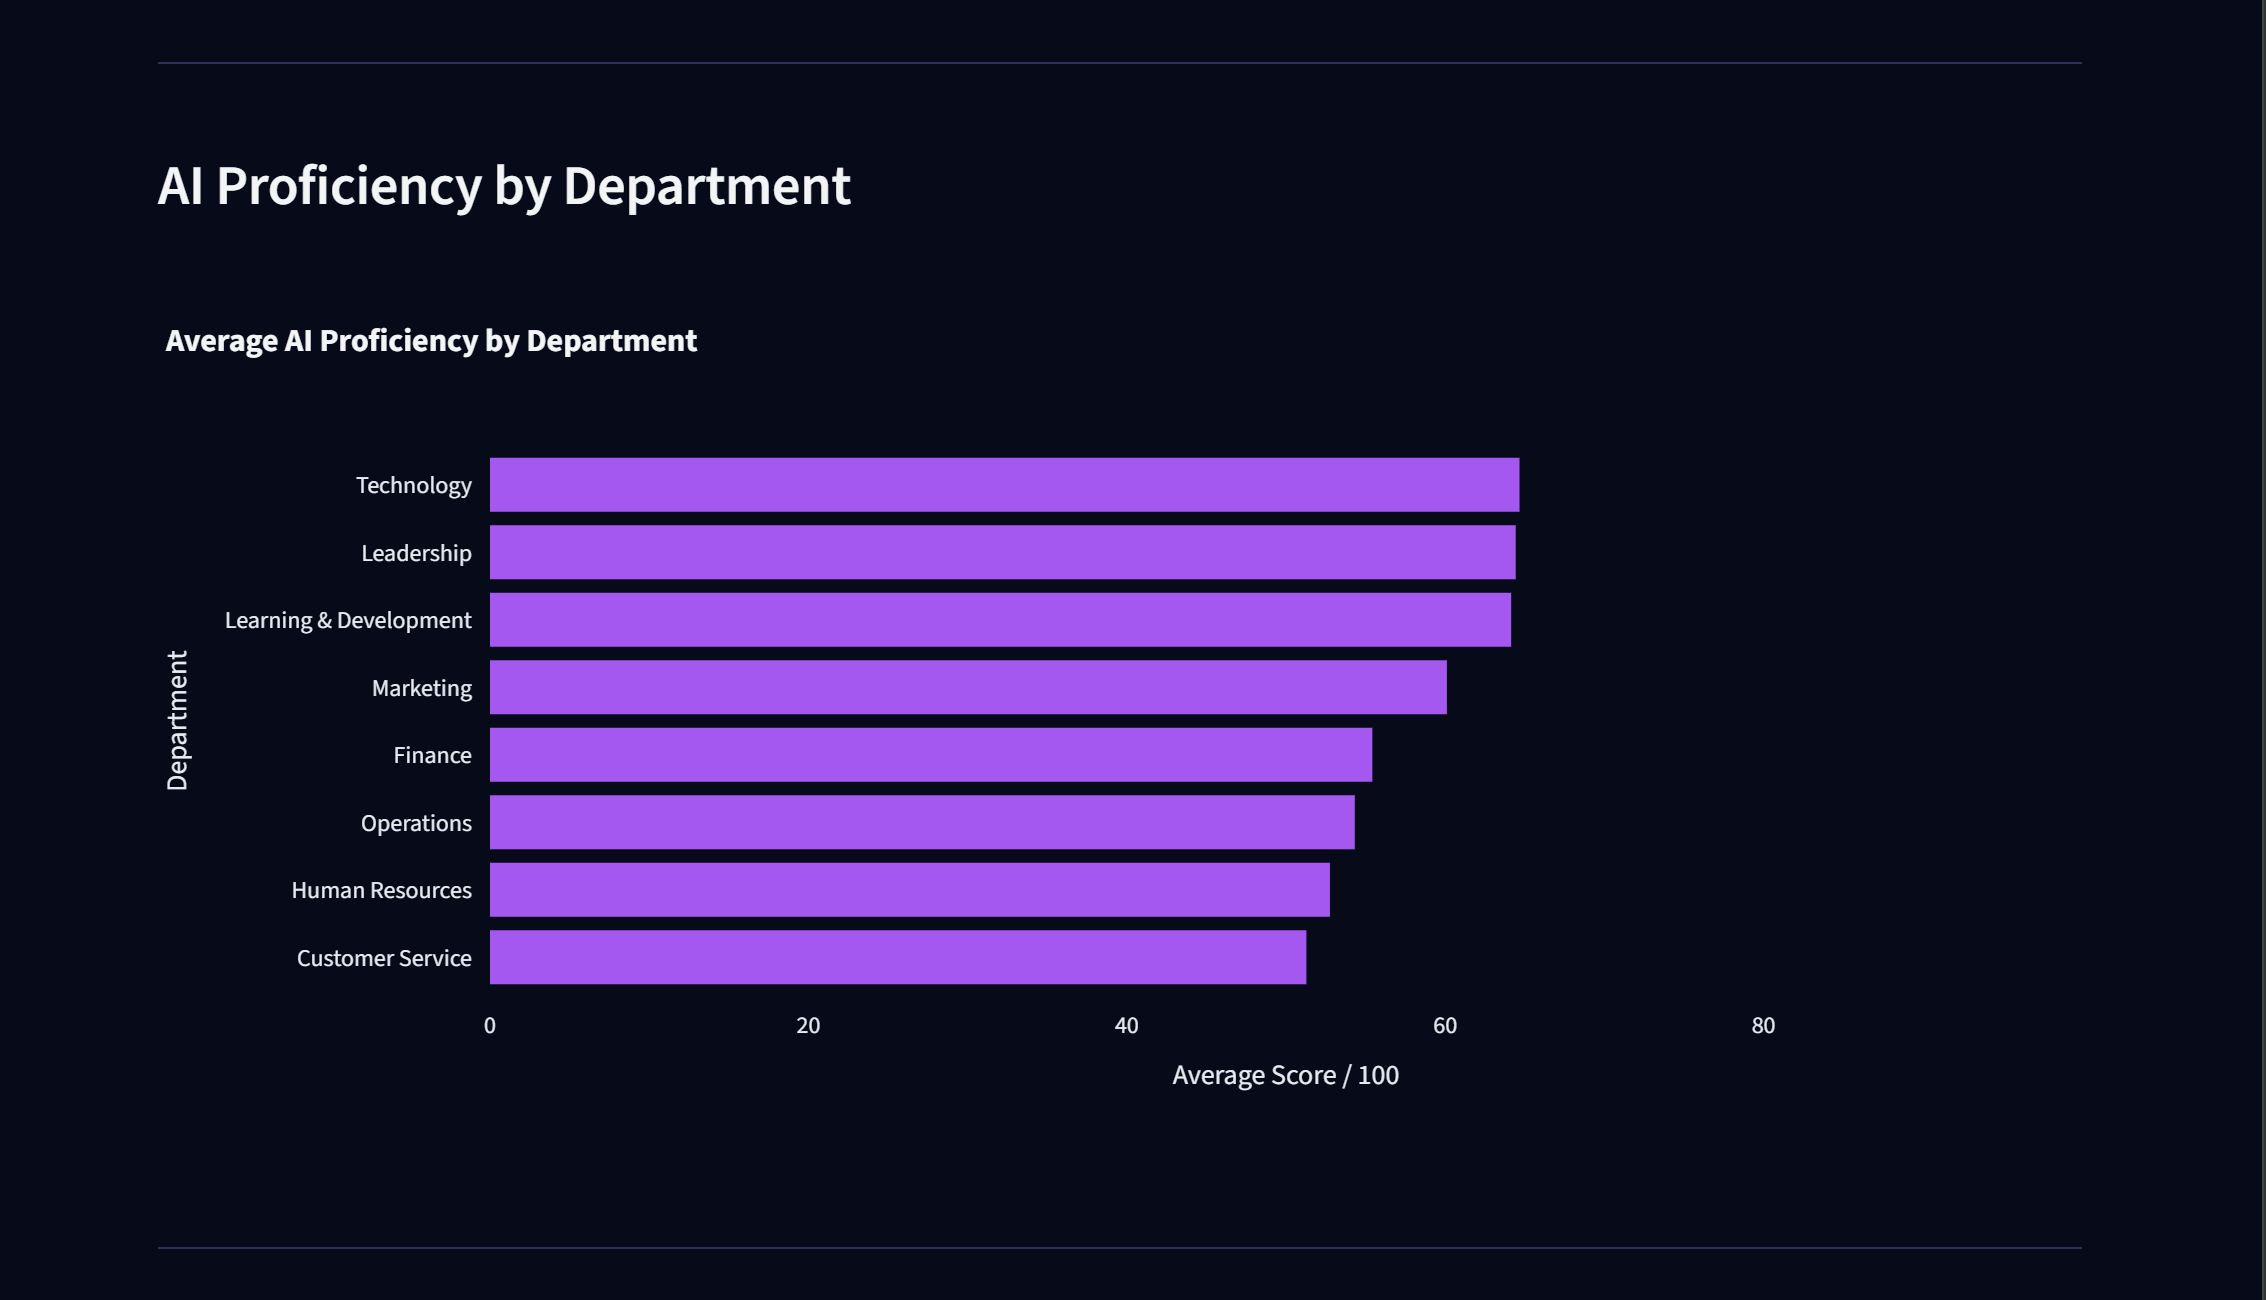 AI Proficiency by Department
Average AI Proficiency by Department
Department
Technology
Leadership
Learning & Development
Marketing
Finance
Operations
Human Resources
Customer Service
0 20 40 60 80
Average Score / 100